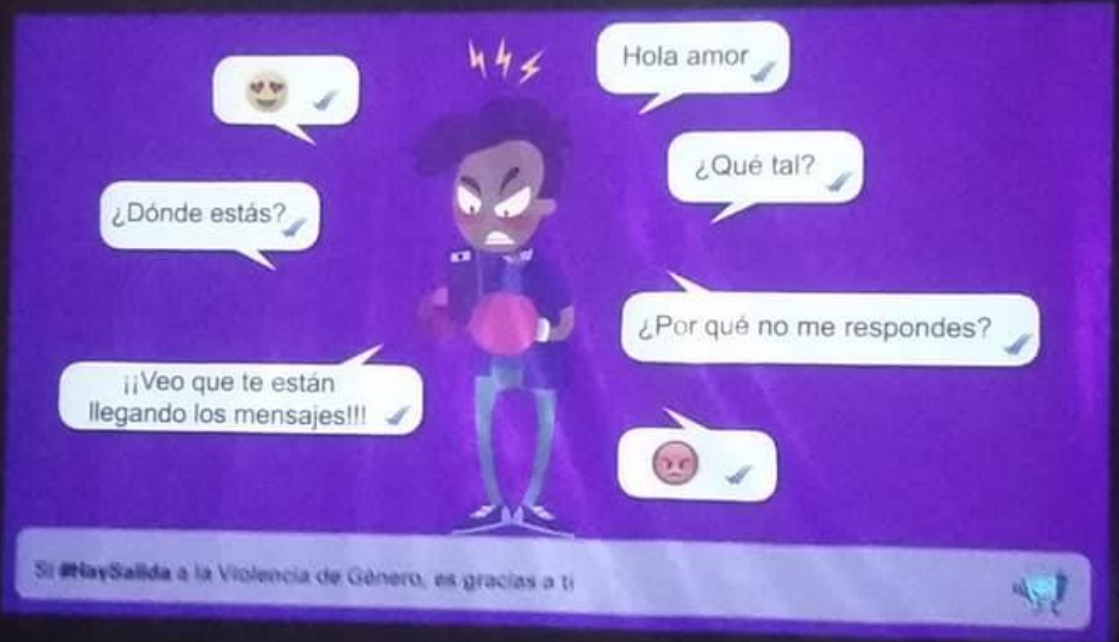 Hola amor
¿Qué tal?
¿Dónde estás?
¿Por qué no me respondes?
¡¡Veo que te están
llegando los mensajes!!!
Si #HaySalida a la Violencia de Género, es gracias a ti